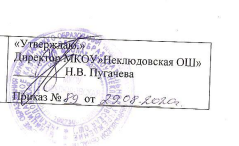 «Утверждаю.»
Директор МКОУ»Неклюдовская ОШ»
Н.В. Пугачева
Приказ № 89 от 29.08.2020г.